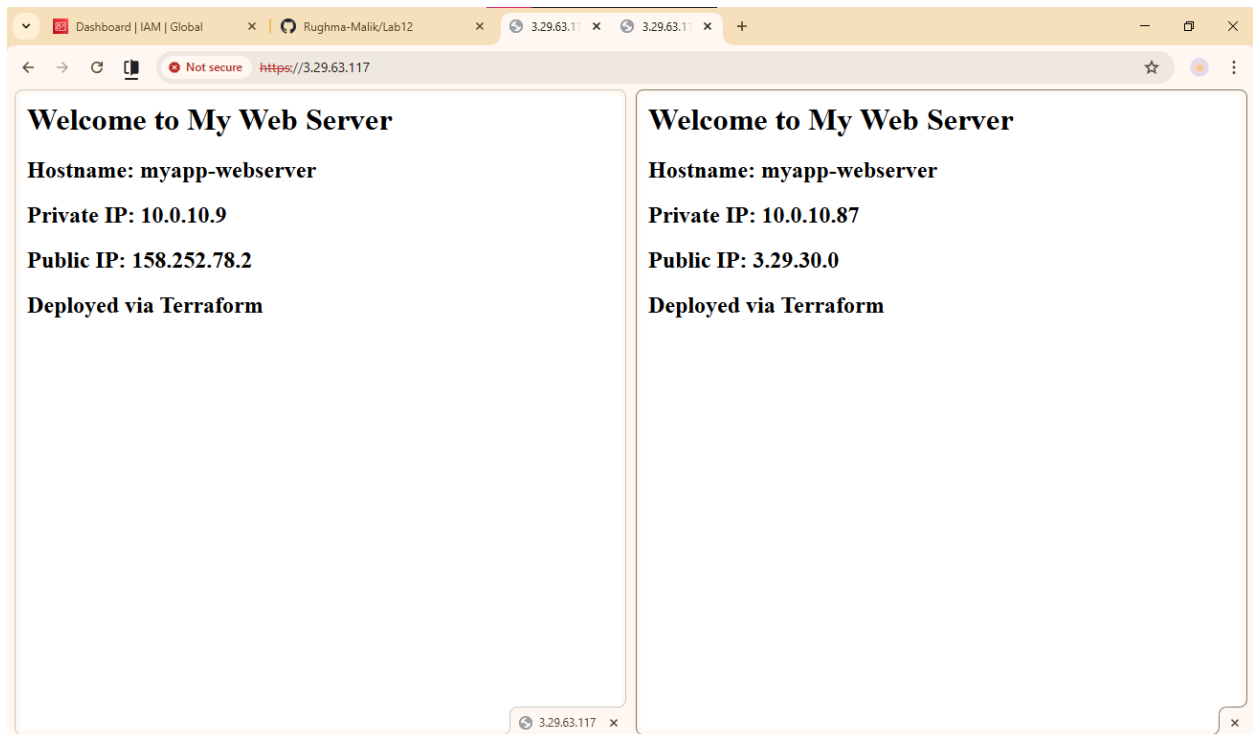 Dashboard | IAM | Global
Rughma-Malik/Lab12
3.29.63.11
3.29.63.11
Not secure
https://3.29.63.117
Welcome to My Web Server
Hostname: myapp-webserver
Private IP: 10.0.10.9
Public IP: 158.252.78.2
Deployed via Terraform
3.29.63.117
Welcome to My Web Server
Hostname: myapp-webserver
Private IP: 10.0.10.87
Public IP: 3.29.30.0
Deployed via Terraform